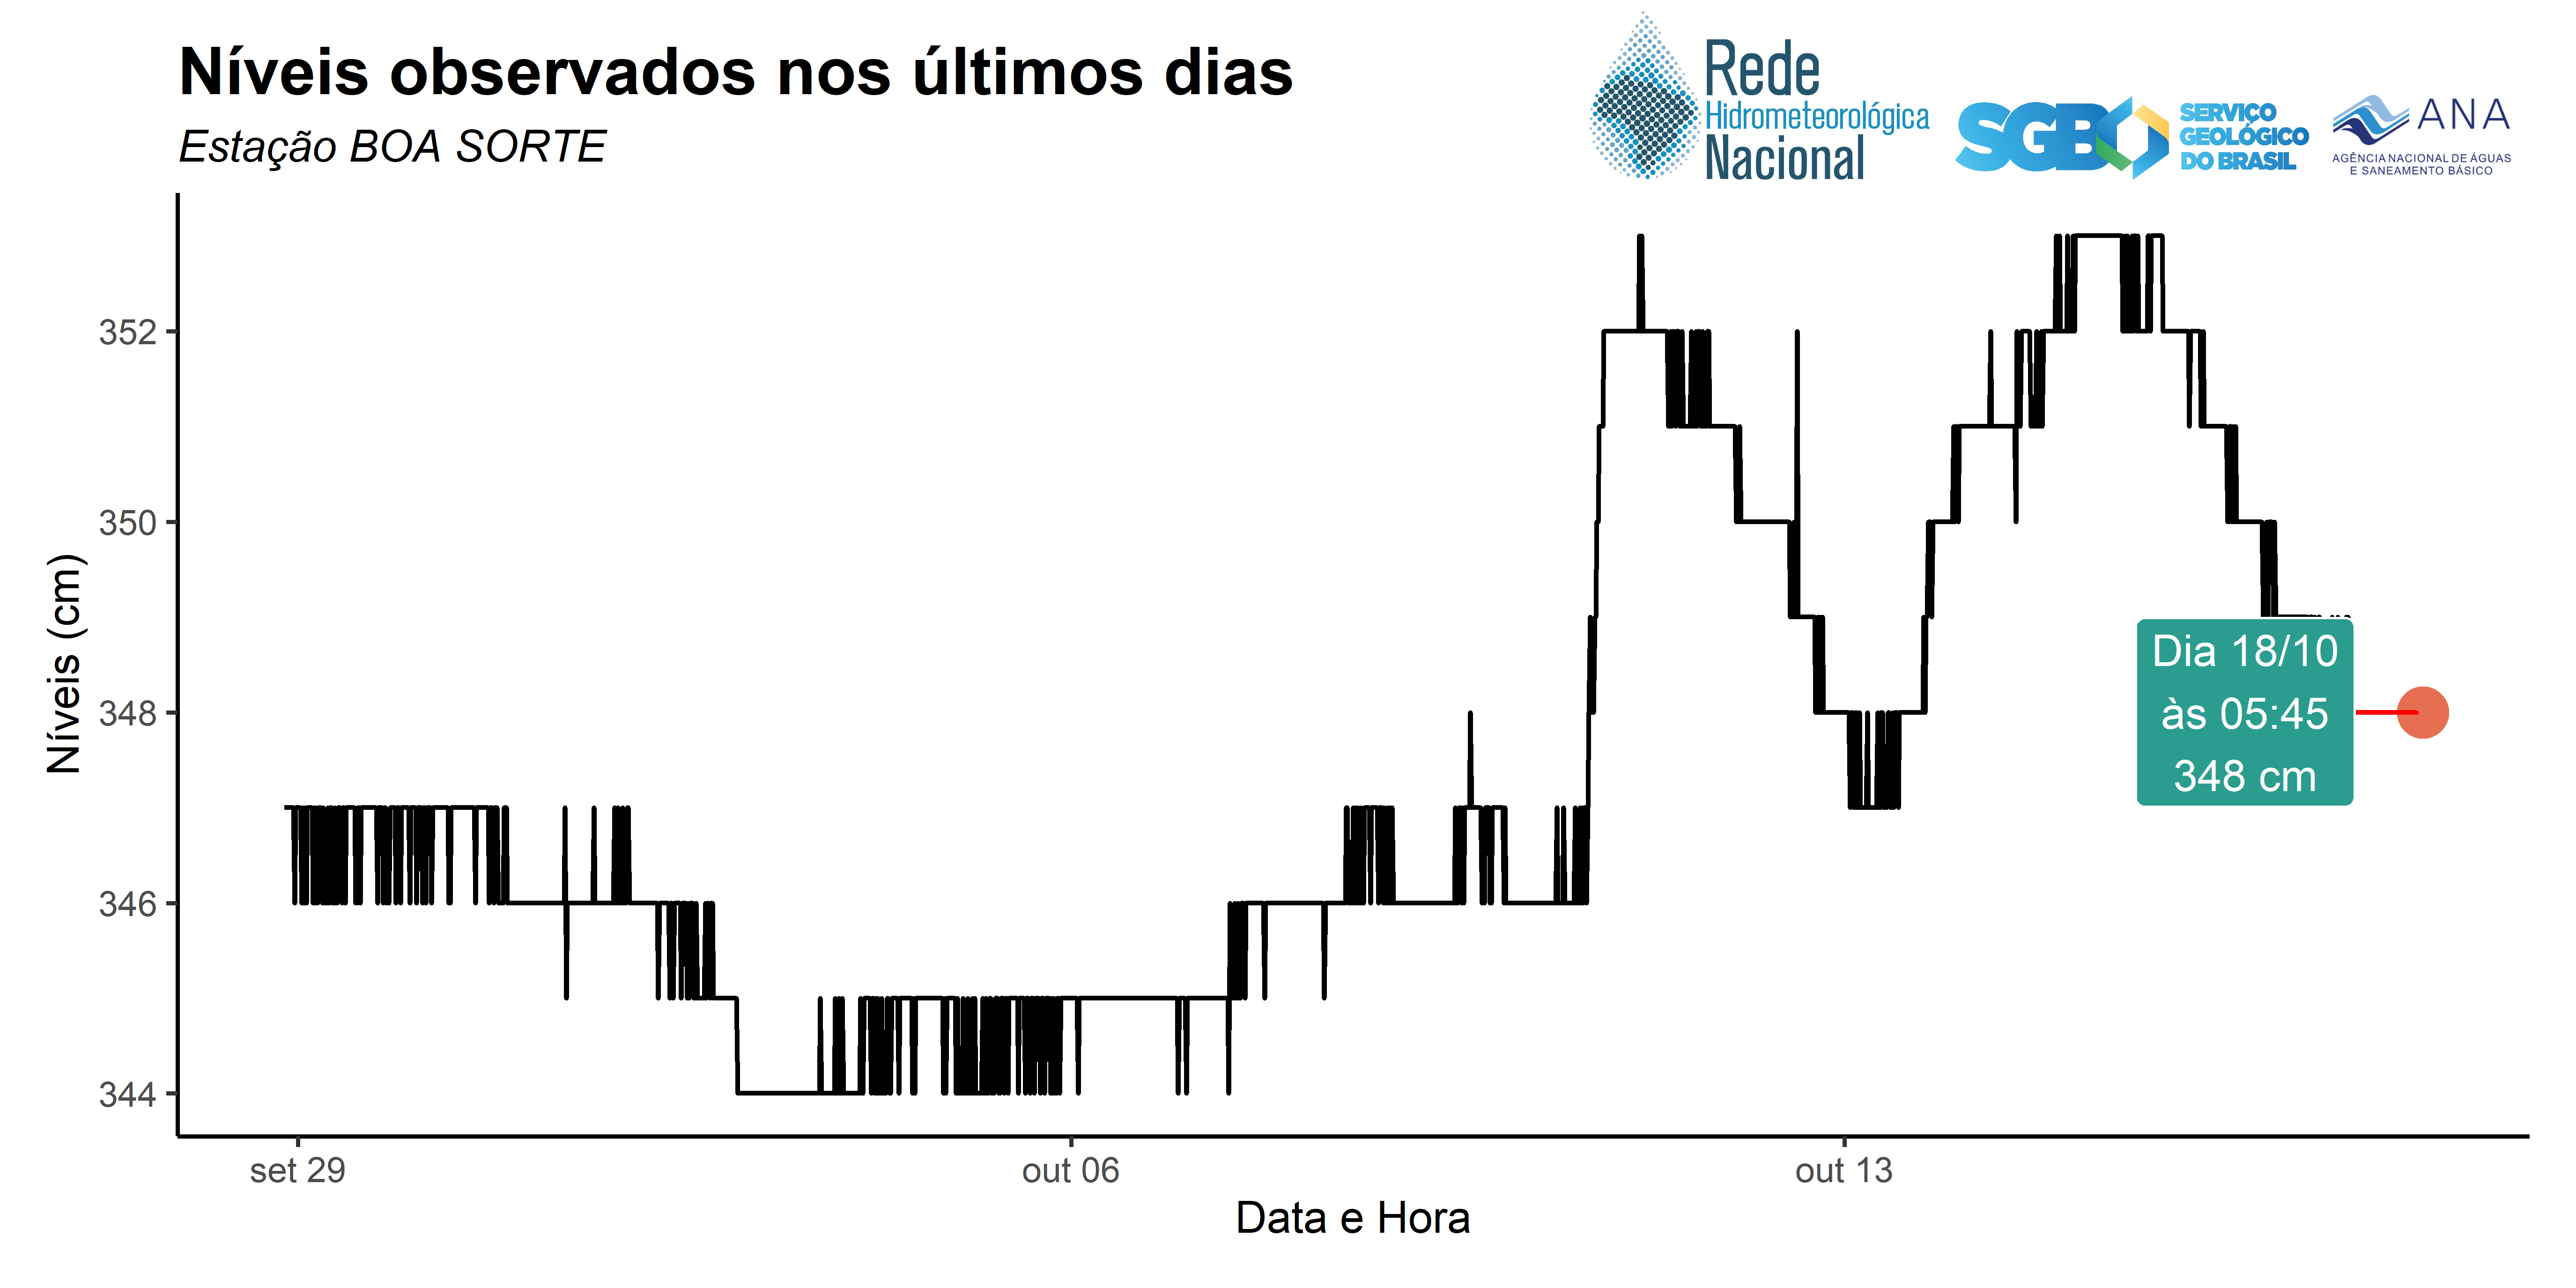 Níveis observados nos últimos dias
Estação BOA SORTE
Rede
Hidrometeorológica
Nacional
SGB
SERVIÇO
GEOLÓGICO
DO BRASIL
ANA
AGÊNCIA NACIONAL DE ÁGUAS
E SANEAMENTO BÁSICO
Níveis (cm)
352
350
348
346
344
Dia 18/10
às 05:45
348 cm
set 29
out 06
out 13
Data e Hora